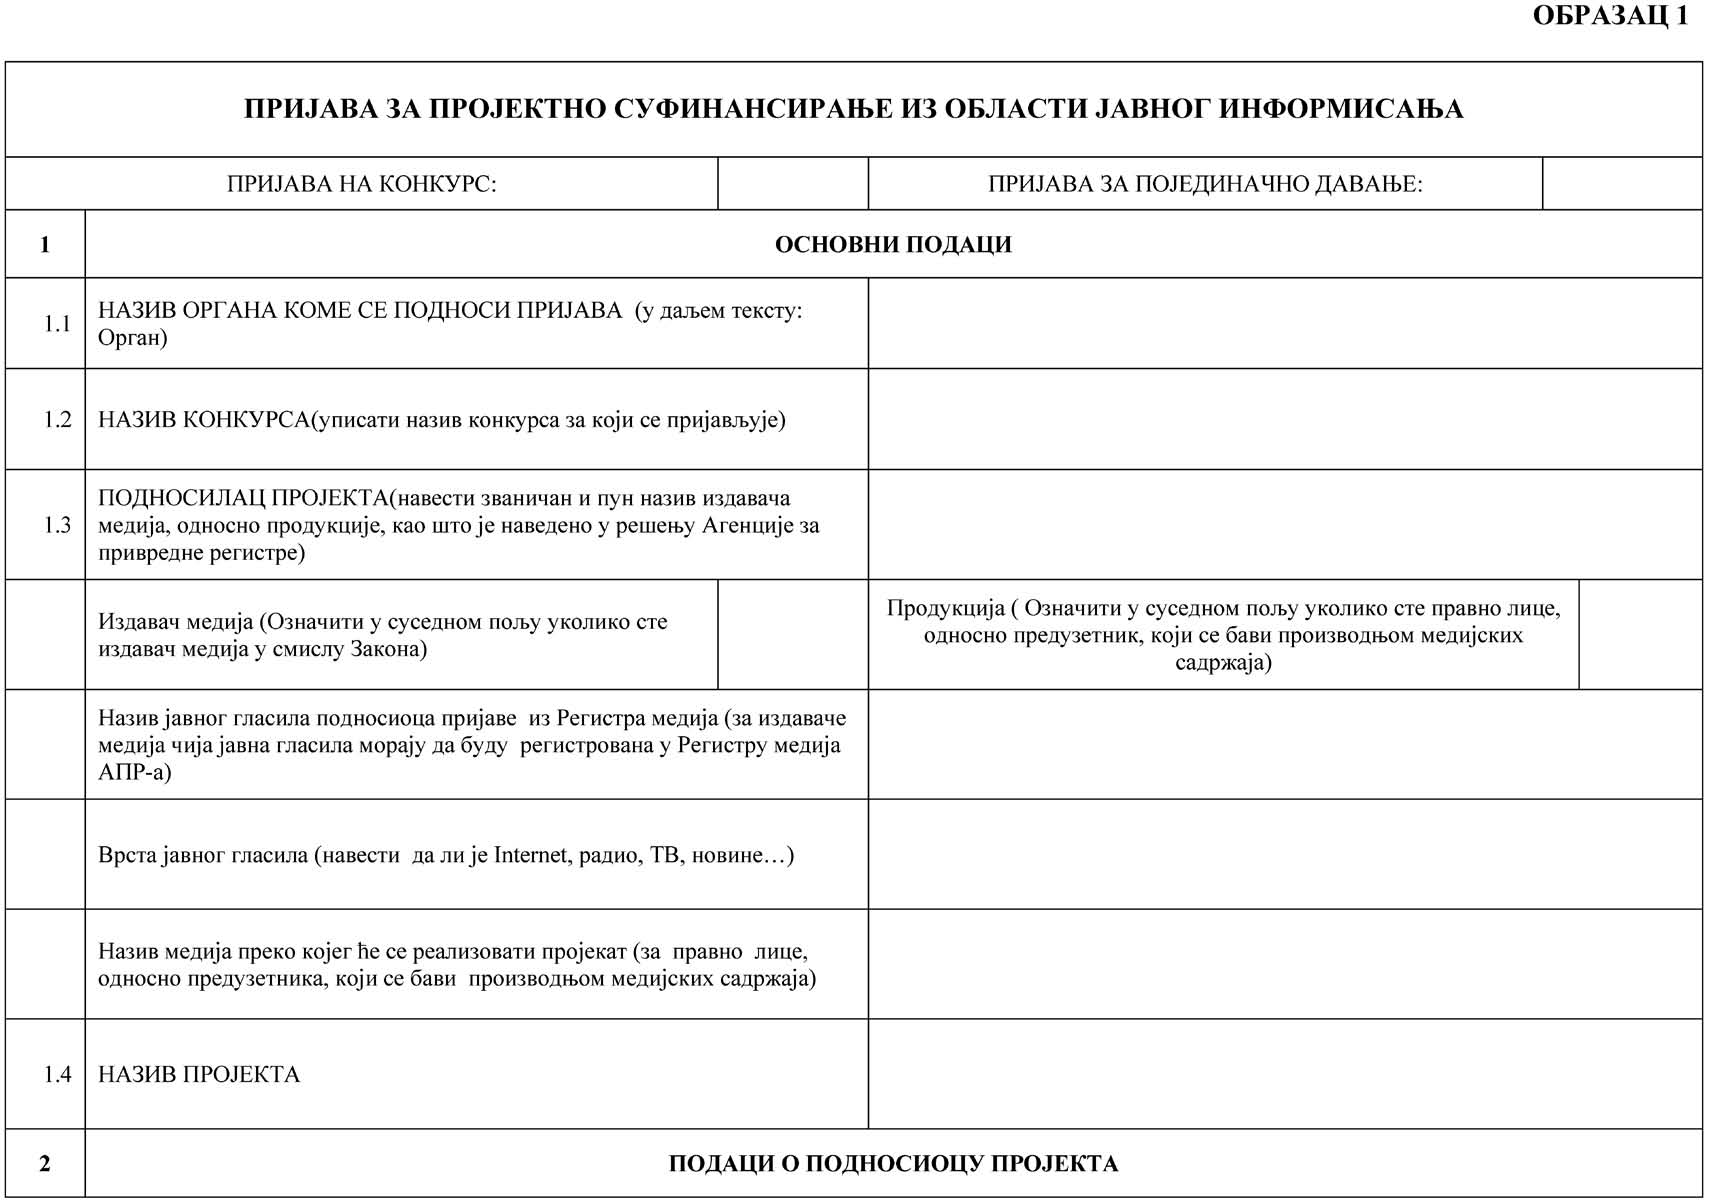 ОБРАЗАЦ 1
ПРИЈАВА ЗА ПРОЈЕКТНО СУФИНАНСИРАЊЕ ИЗ ОБЛАСТИ ЈАВНОГ ИНФОРМИСАЊА
ПРИЈАВА НА КОНКУРС:
ПРИЈАВА ЗА ПОЈЕДИНАЧНО ДАВАЊЕ:
1
ОСНОВНИ ПОДАЦИ
1.1
НАЗИВ ОРГАНА КОМЕ СЕ ПОДНОСИ ПРИЈАВА (у даљем тексту:
Орган)
1.2
НАЗИВ КОНКУРСА(уписати назив конкурса за који се пријављује)
1.3
ПОДНОСИЛАЦ ПРОЈЕКТА(навести званичан и пун назив издавача
медија, односно продукције, као што је наведено у решењу Агенције за
привредне регистре)
Издавач медија (Означити у суседном пољу уколико сте
издавач медија у смислу Закона)
Продукција ( Означити у суседном пољу уколико сте правно лице,
односно предузетник, који се бави производњом медијских
садржаја)
Назив јавног гласила подносиоца пријаве из Регистра медија (за издаваче
медија чија јавна гласила морају да буду регистрована у Регистру медија
АПР-а)
Врста јавног гласила (навести да ли је Internet, радио, ТВ, новине…)
Назив медија преко којег ће се реализовати пројекат (за правно лице,
односно предузетника, који се бави производњом медијских садржаја)
1.4
НАЗИВ ПРОЈЕКТА
2
ПОДАЦИ О ПОДНОСИОЦУ ПРОЈЕКТА